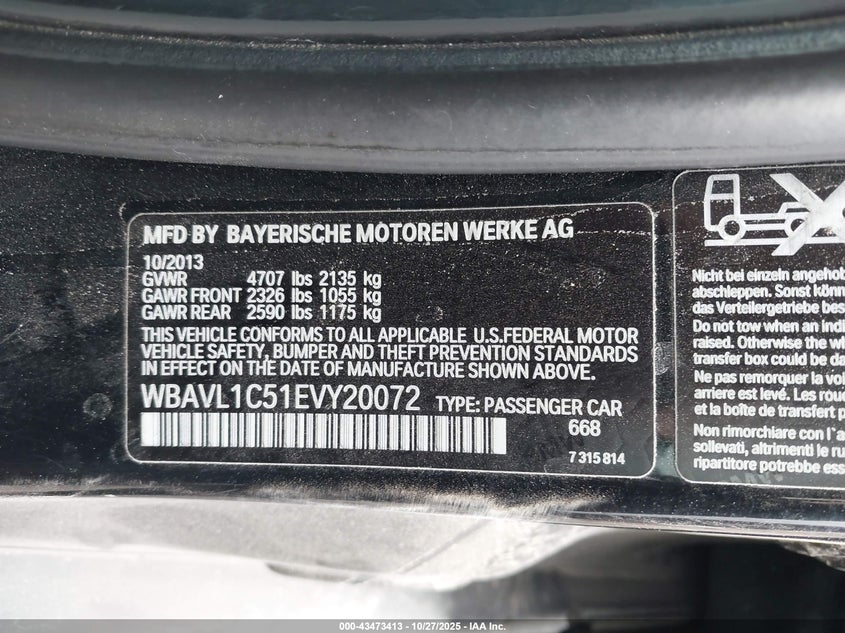 MFD BY BAYERISCHE MOTOREN WERKE AG
10/2013
GVWR 4707 lbs 2135 kg
GAWR FRONT 2326 lbs 1055 kg
GAWR REAR 2590 lbs 1175 kg
THIS VEHICLE CONFORMS TO ALL APPLICABLE U.S.FEDERAL MOTOR
VEHICLE SAFETY, BUMPER AND THEFT PREVENTION STANDARDS
IN EFFECT ON DATE OF MANUFACTURE SHOWN ABOVE.
WBAVL1C51EVY20072 TYPE: PASSENGER CAR
668
7 315 814
Nicht bei einzeln angehob
abschleppen. Sonst könn
das Verteilergetriebe bes
Do not tow when an indi
raised. Otherwise the wh
transfer box could be da
Ne pas remorquer la voi
arriere est levé. Les roue
et la boîte de transfert p
Non rimorchiare con l'a
sollevati, altrimenti le ru
ripartitore potrebbe ess
000-43473413 - 10/27/2025 - IAA Inc.